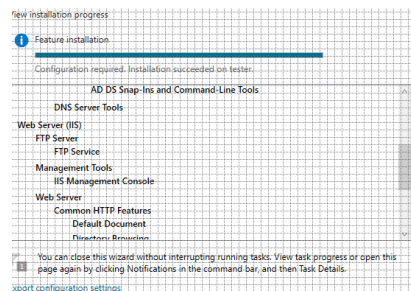 View installation progress
Feature installation
Configuration required. Installation succeeded on tester.
AD DS Snap-Ins and Command-Line Tools
DNS Server Tools
Web Server (IIS)
FTP Server
FTP Service
Management Tools
IIS Management Console
Web Server
Common HTTP Features
Default Document
Directory Browsing
You can close this wizard without interrupting running tasks. View task progress or open this
page again by clicking Notifications in the command bar, and then Task Details.
xport configuration settings